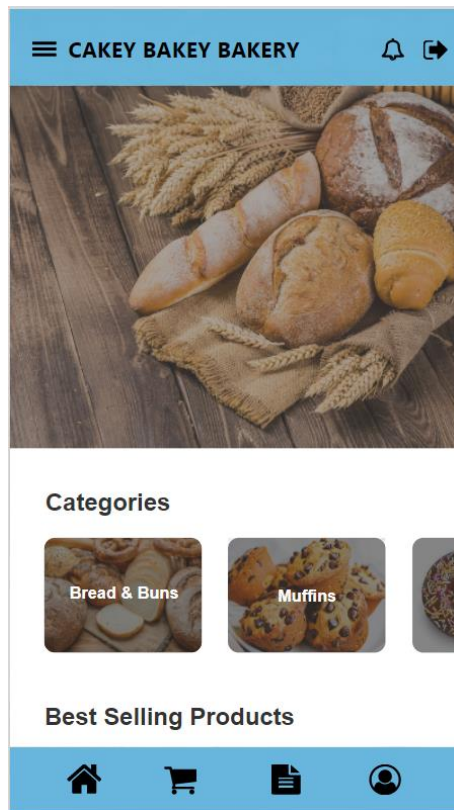 CAKEY BAKEY BAKERY
Categories
Bread & Buns
Muffins
Best Selling Products